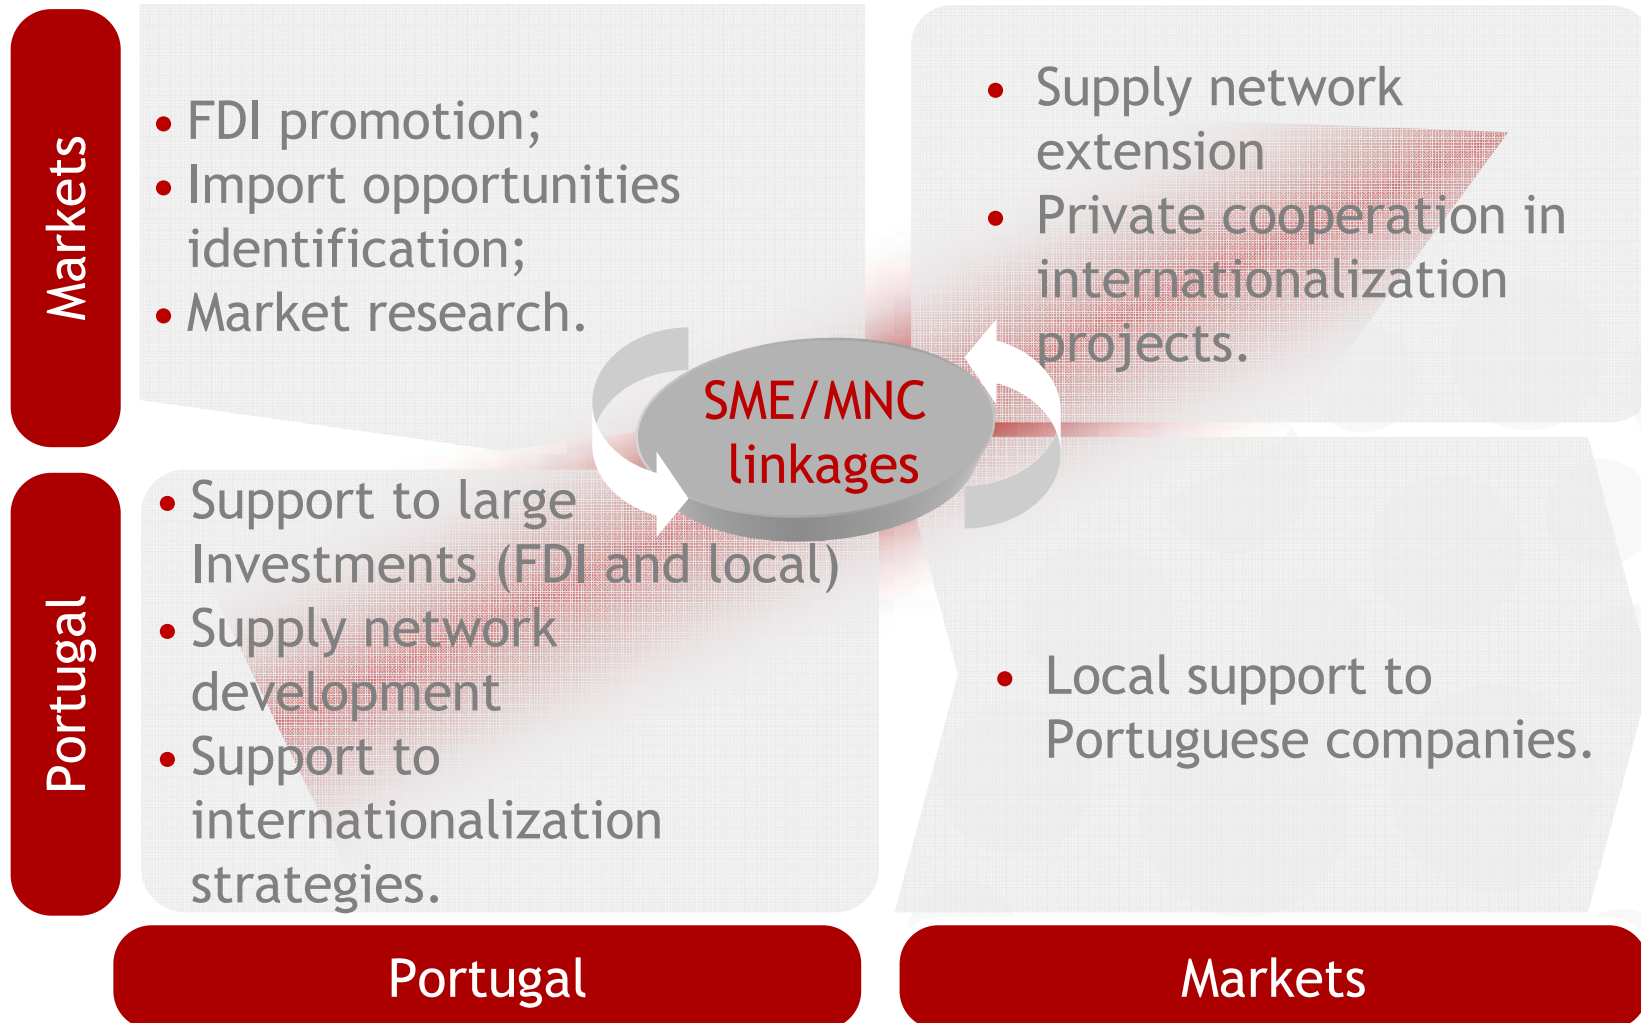 Markets
• FDI promotion;
• Import opportunities
identification;
• Market research.
• Supply network
extension
• Private cooperation in
internationalization
projects.
SME/MNC
linkages
Portugal
• Support to large
Investments (FDI and local)
• Supply network
development
• Support to
internationalization
strategies.
• Local support to
Portuguese companies.
Portugal
Markets